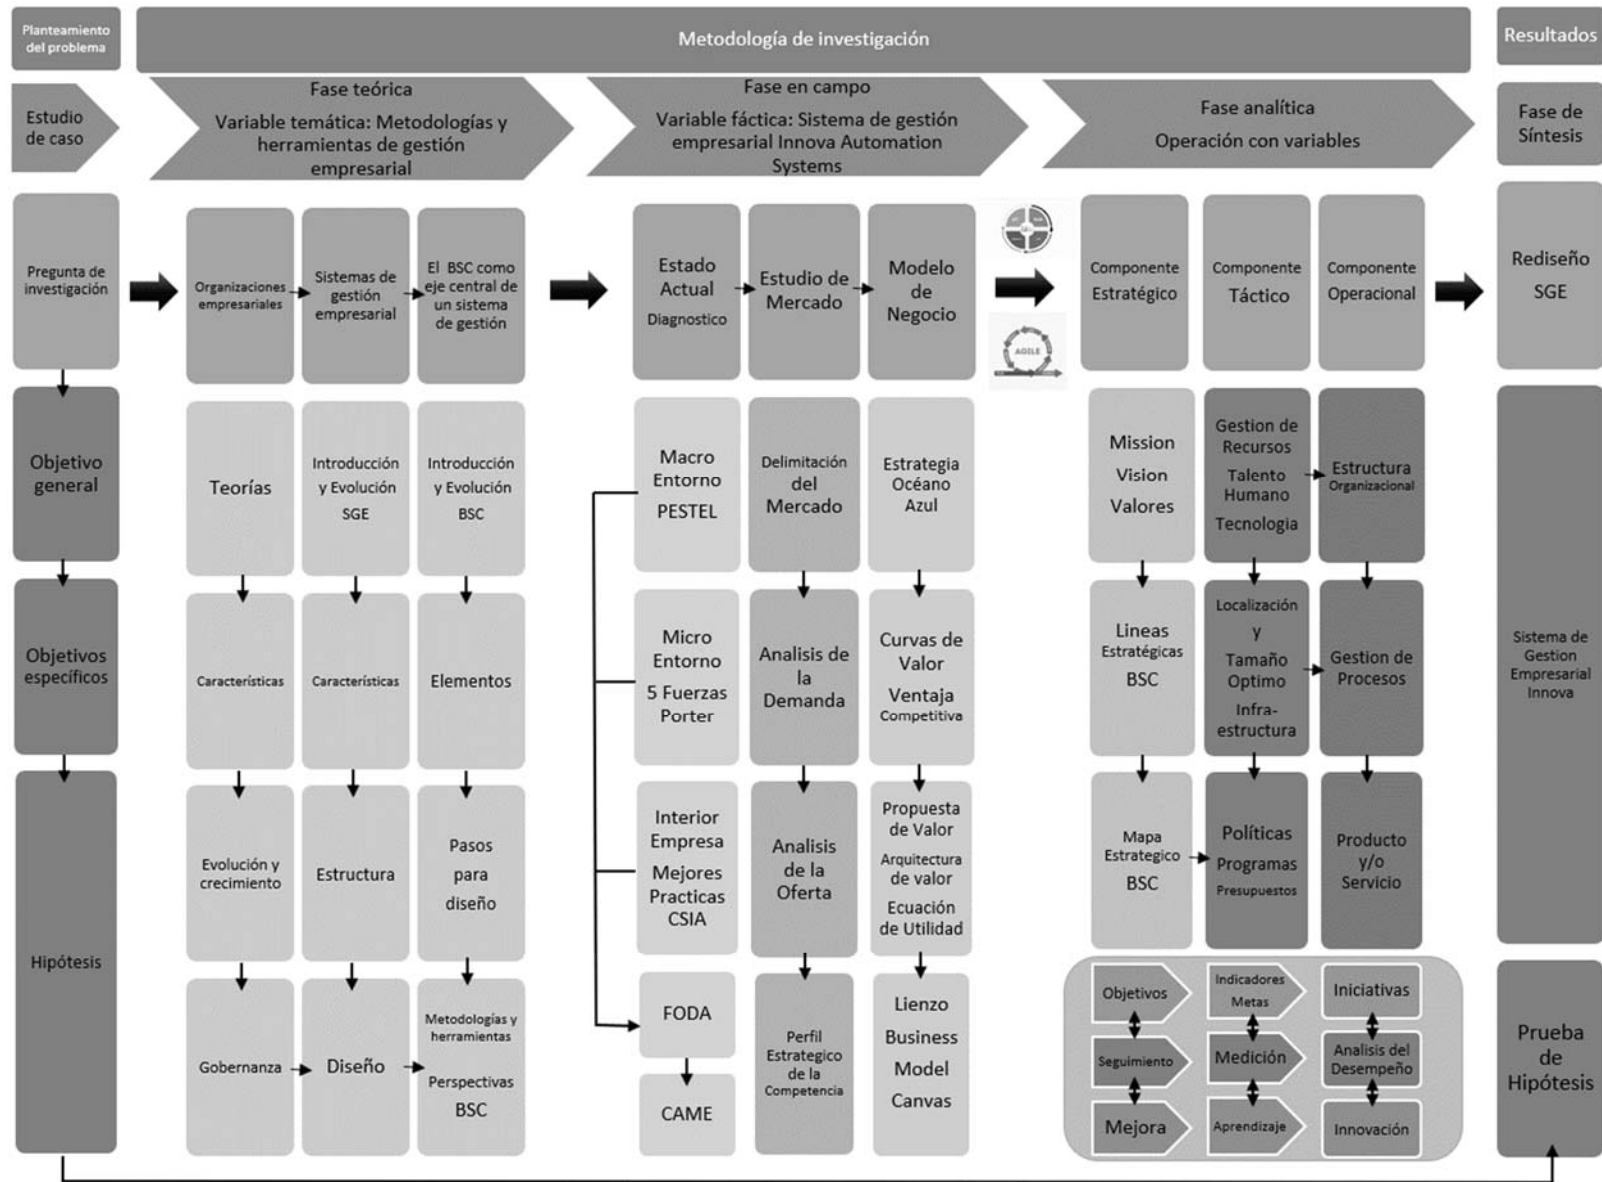 Planteamiento
del problema
Metodología de investigación
Resultados
Estudio
de caso
Fase teórica
Variable temática: Metodologías y
herramientas de gestión
empresarial
Fase en campo
Variable fáctica: Sistema de gestión
empresarial Innova Automation
Systems
Fase analítica
Operación con variables
Fase de
Síntesis
Pregunta de
investigación
Organizaciones
empresariales
Sistemas de
gestión
empresarial
El BSC como
eje central de
un sistema
de gestión
Estado
Actual
Diagnostico
Estudio de
Mercado
Modelo
de
Negocio
AGILE
Componente
Estratégico
Componente
Táctico
Componente
Operacional
Rediseño
SGE
Objetivo
general
Teorías
Introducción
y Evolución
SGE
Introducción
y Evolución
BSC
Macro
Entorno
PESTEL
Delimitación
del
Mercado
Estrategia
Océano
Azul
Mission
Vision
Valores
Gestion de
Recursos
Talento
Humano
Tecnologia
Estructura
Organizacional
Sistema de
Gestion
Empresarial
Innova
Objetivos
específicos
Características
Características
Elementos
Micro
Entorno
5 Fuerzas
Porter
Analisis de
la
Demanda
Curvas de
Valor
Ventaja
Competitiva
Lineas
Estratégicas
BSC
Localización
y
Tamaño
Optimo
Infra-
estructura
Gestion de
Procesos
Hipótesis
Evolución y
crecimiento
Estructura
Pasos
para
diseño
Interior
Empresa
Mejores
Practicas
CSIA
Analisis
de la
Oferta
Propuesta
de Valor
Arquitectura
de valor
Ecuación
de Utilidad
Mapa
Estrategico
BSC
Políticas
Programas
Presupuestos
Producto
y/o
Servicio
Gobernanza
Diseño
Metodologías y
herramientas
Perspectivas
BSC
FODA
CAME
Perfil
Estrategico
de la
Competencia
Lienzo
Business
Model
Canvas
Objetivos
Indicadores
Metas
Iniciativas
Seguimiento
Medición
Analisis del
Desempeño
Mejora
Aprendizaje
Innovación
Prueba
de
Hipótesis